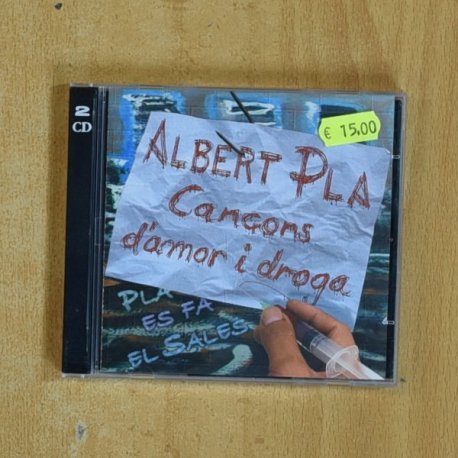 2
CD
€ 15,00
ALBERT PLA
Cançons
d'amor i droga
PLA
ES FA
EL SALES